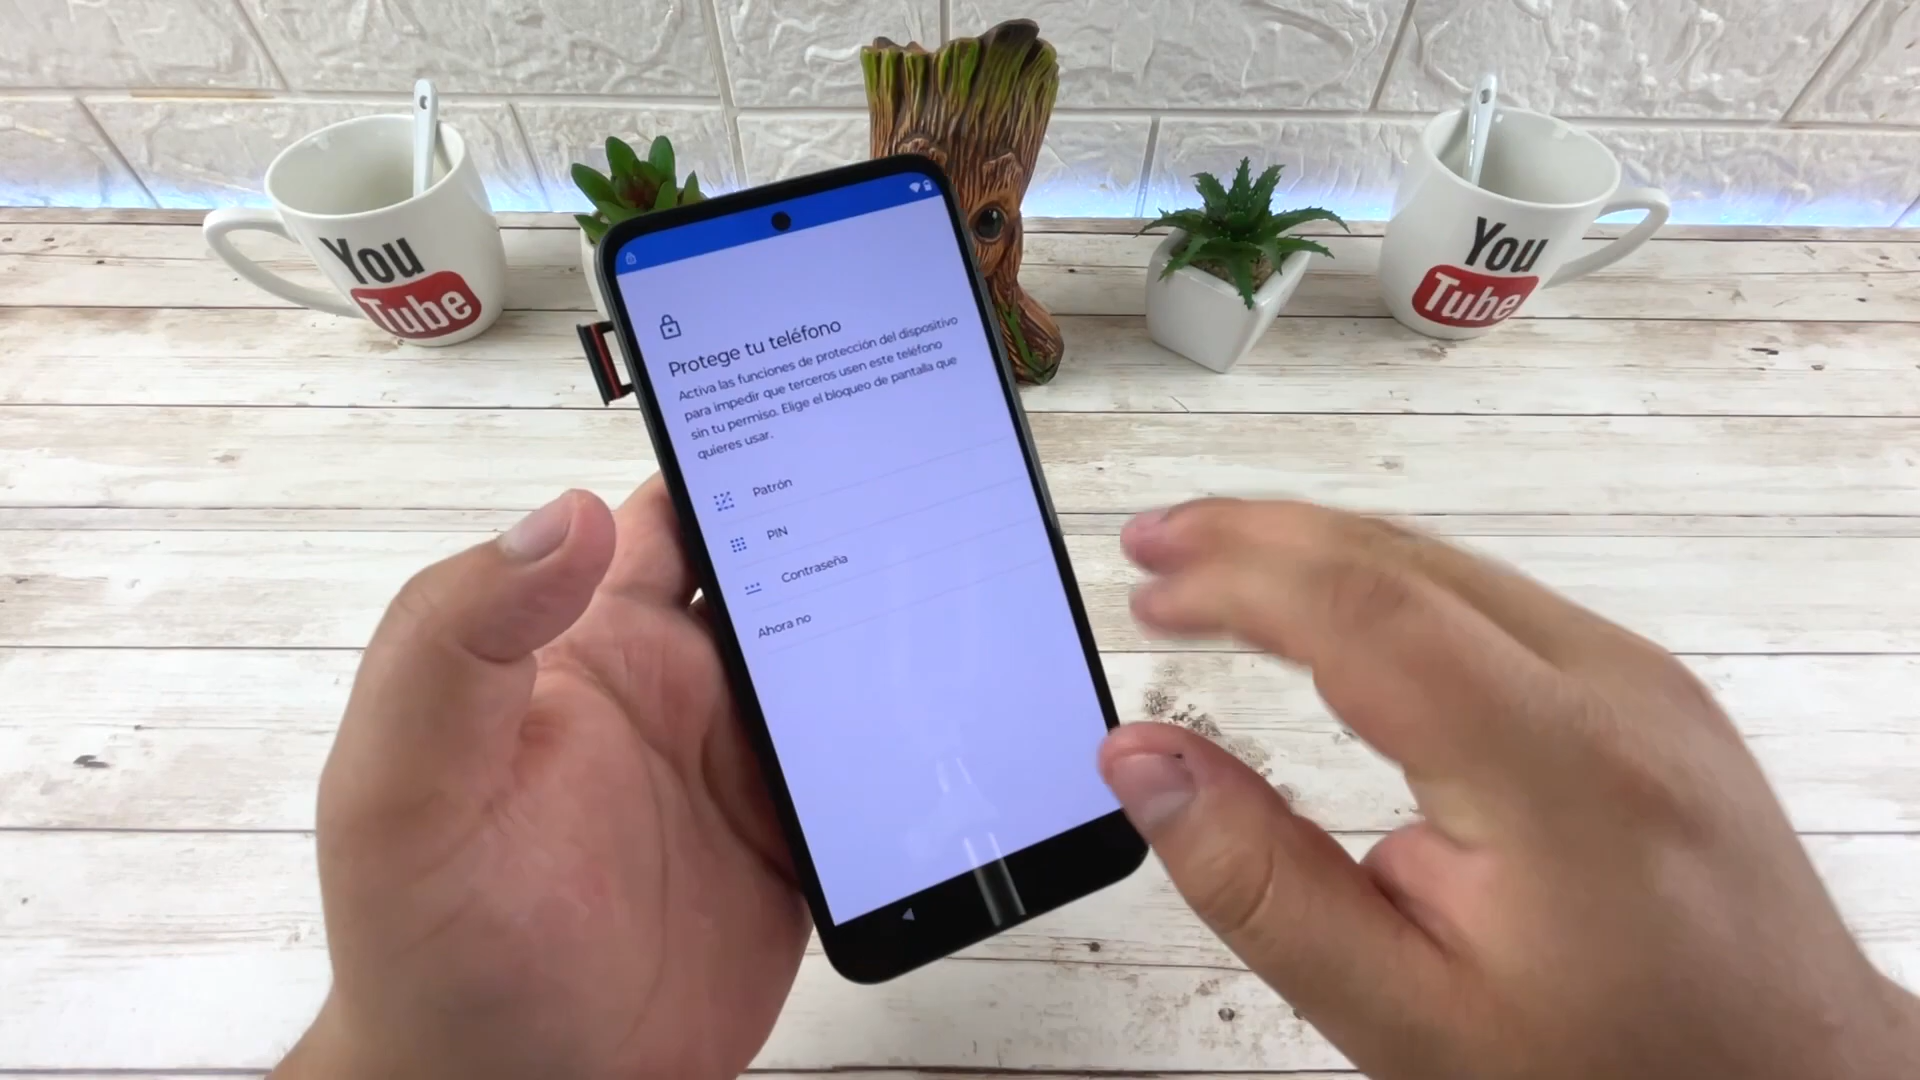 You
Tube
You
Tube
Protege tu teléfono
Activa las funciones de protección del dispositivo
para impedir que terceros usen este teléfono
sin tu permiso. Elige el bloqueo de pantalla que
quieres usar.
Patrón
PIN
Contraseña
Ahora no